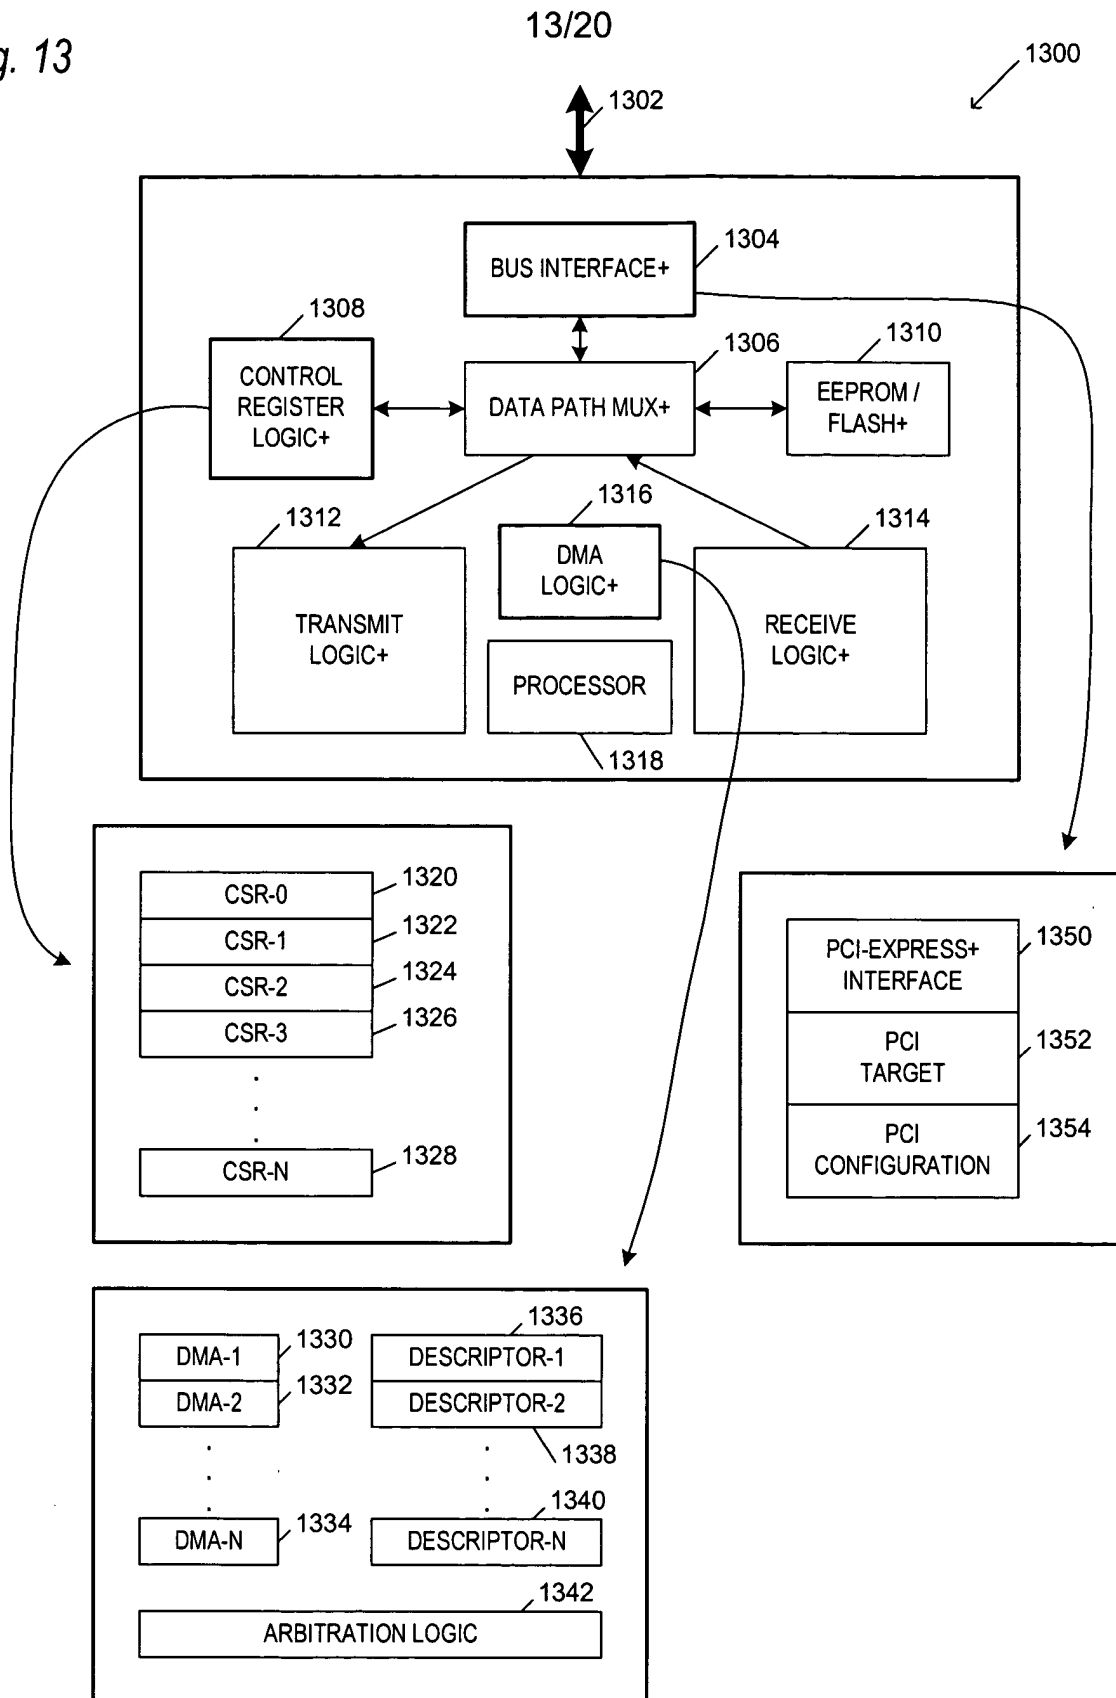 13/20
g. 13
1300
1302
1304
BUS INTERFACE+
1308
1306
1310
CONTROL
REGISTER
LOGIC+
DATA PATH MUX+
EEPROM /
FLASH+
1312
1316
1314
DMA
LOGIC+
TRANSMIT
LOGIC+
RECEIVE
LOGIC+
PROCESSOR
1318
CSR-0
1320
CSR-1
1322
CSR-2
1324
CSR-3
1326
CSR-N
1328
PCI-EXPRESS+
INTERFACE
1350
PCI
TARGET
1352
PCI
CONFIGURATION
1354
1336
DMA-1
1330
DESCRIPTOR-1
DMA-2
1332
DESCRIPTOR-2
1338
1340
DMA-N
1334
DESCRIPTOR-N
1342
ARBITRATION LOGIC